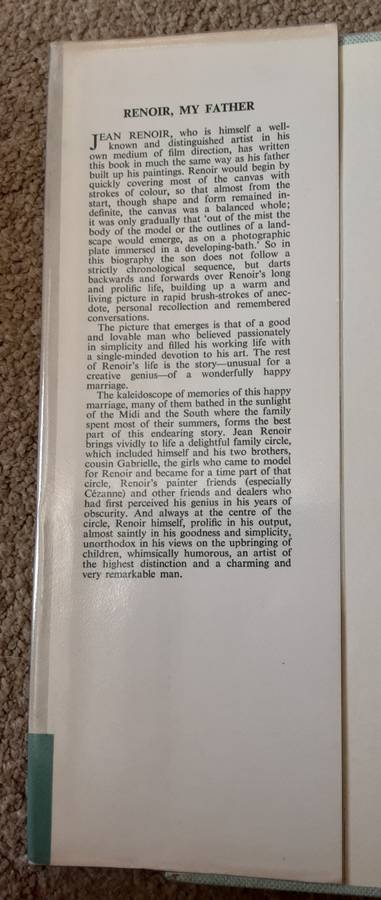 RENOIR, MY FATHER
JEAN RENOIR, who is himself a well-
known and distinguished artist in his
own medium of film direction, has written
this book in much the same way as his father
built up his paintings. Renoir would begin by
quickly covering most of the canvas with
strokes of colour, so that almost from the
start, though shape and form remained in-
definite, the canvas was a balanced whole;
it was only gradually that 'out of the mist the
body of the model or the outlines of a land-
scape would emerge, as on a photographic
plate immersed in a developing-bath.' So in
this biography the son does not follow a
strictly chronological sequence, but darts
backwards and forwards over Renoir's long
and prolific life, building up a warm and
living picture in rapid brush-strokes of anec-
dote, personal recollection and remembered
conversations.
The picture that emerges is that of a good
and lovable man who believed passionately
in simplicity and filled his working life with
a single-minded devotion to his art. The rest
of Renoir's life is the story—unusual for a
creative genius—of a wonderfully happy
marriage.
The kaleidoscope of memories of this happy
marriage, many of them bathed in the sunlight
of the Midi and the South where the family
spent most of their summers, forms the best
part of this endearing story. Jean Renoir
brings vividly to life a delightful family circle,
which included himself and his two brothers,
cousin Gabrielle, the girls who came to model
for Renoir and became for a time part of that
circle, Renoir's painter friends (especially
Cézanne) and other friends and dealers who
had first perceived his genius in his years of
obscurity. And always at the centre of the
circle, Renoir himself, prolific in his output,
almost saintly in his goodness and simplicity,
unorthodox in his views on the upbringing of
children, whimsically humorous, an artist of
the highest distinction and a charming and
very remarkable man.